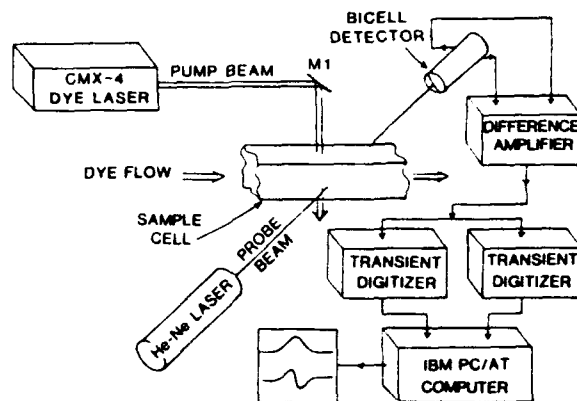 BICELL
DETECTOR
M1
CMX-4
DYE LASER
PUMP BEAM
DIFFERENCE
AMPLIFIER
DYE FLOW
SAMPLE
CELL
PROBE
BEAM
He-Ne LASER
TRANSIENT
DIGITIZER
TRANSIENT
DIGITIZER
IBM PC/AT
COMPUTER